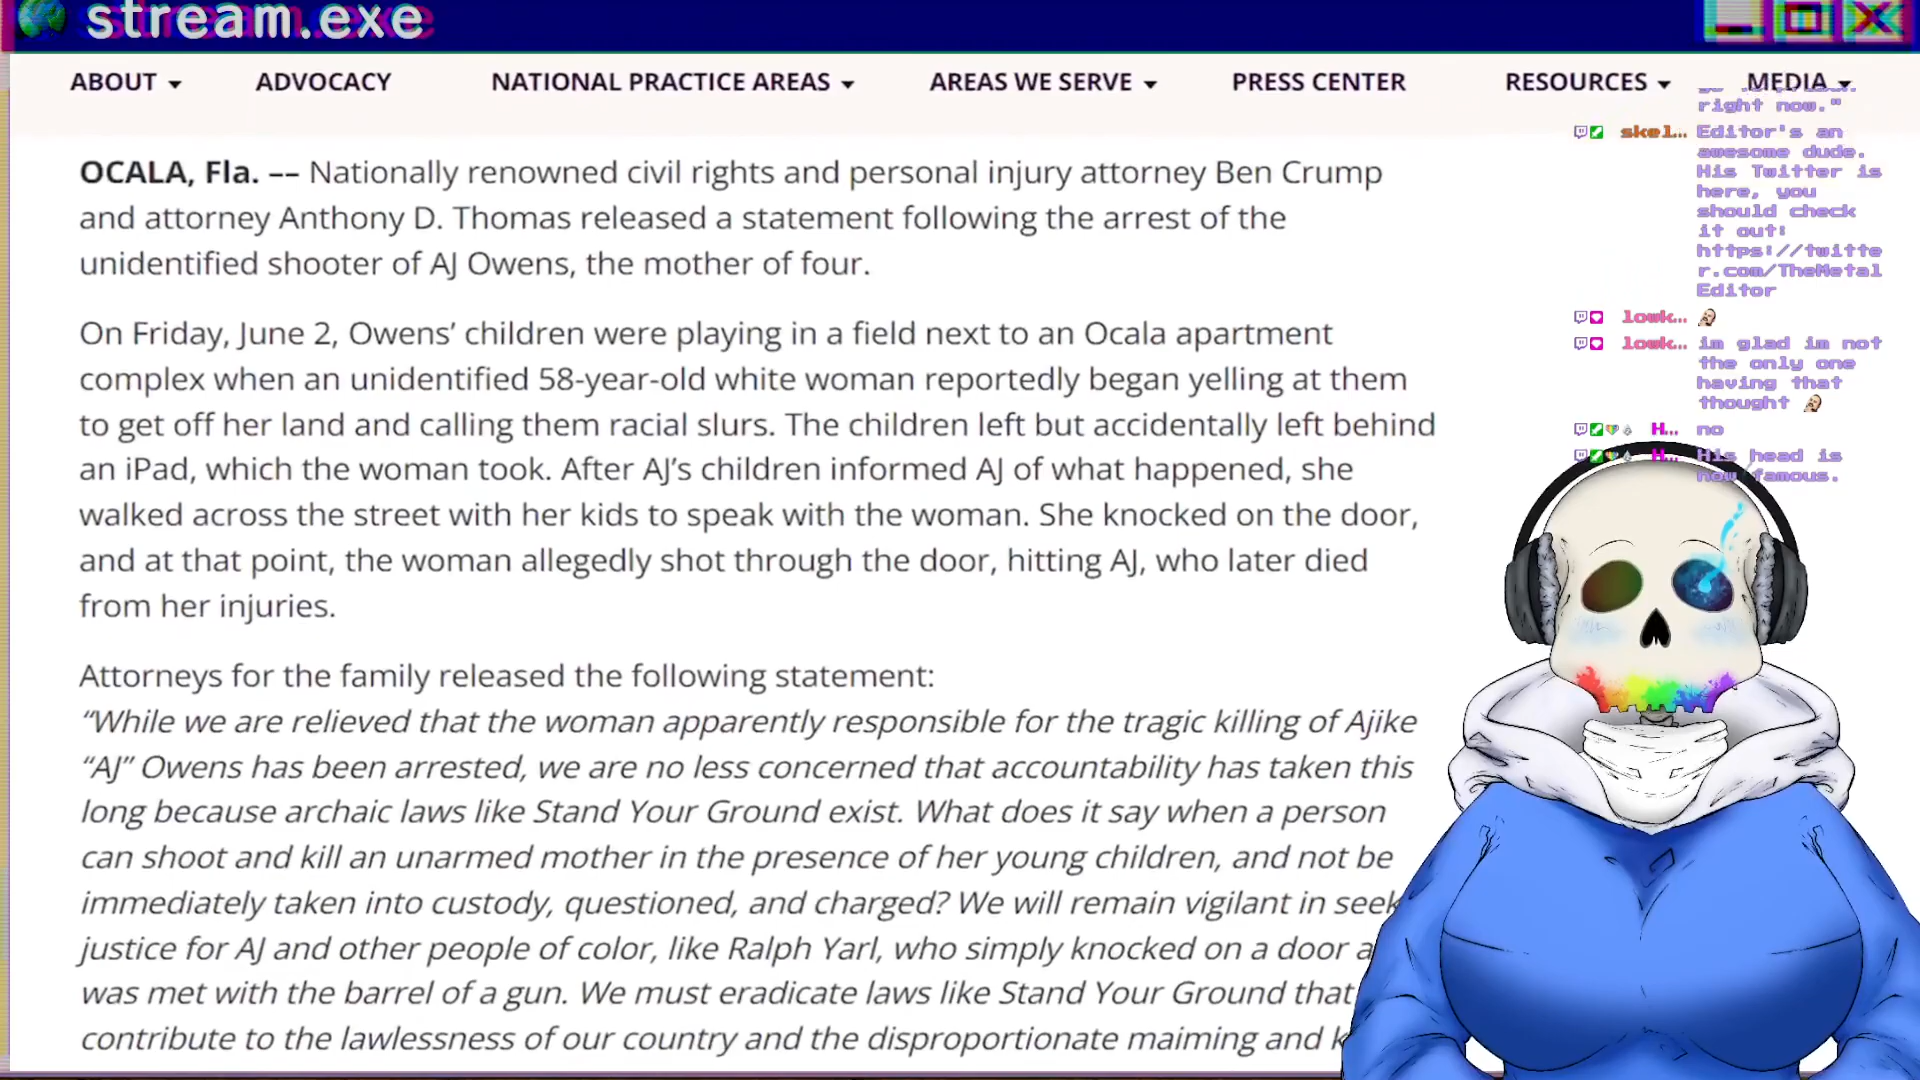 stream.exe
ABOUT ADVOCACY NATIONAL PRACTICE AREAS AREAS WE SERVE PRESS CENTER RESOURCES MEDIA
OCALA, Fla. -- Nationally renowned civil rights and personal injury attorney Ben Crump
and attorney Anthony D. Thomas released a statement following the arrest of the
unidentified shooter of AJ Owens, the mother of four.
On Friday, June 2, Owens’ children were playing in a field next to an Ocala apartment
complex when an unidentified 58-year-old white woman reportedly began yelling at them
to get off her land and calling them racial slurs. The children left but accidentally left behind
an iPad, which the woman took. After AJ’s children informed AJ of what happened, she
walked across the street with her kids to speak with the woman. She knocked on the door,
and at that point, the woman allegedly shot through the door, hitting AJ, who later died
from her injuries.
Attorneys for the family released the following statement:
“While we are relieved that the woman apparently responsible for the tragic killing of Ajike
“AJ” Owens has been arrested, we are no less concerned that accountability has taken this
long because archaic laws like Stand Your Ground exist. What does it say when a person
can shoot and kill an unarmed mother in the presence of her young children, and not be
immediately taken into custody, questioned, and charged? We will remain vigilant in seek
justice for AJ and other people of color, like Ralph Yarl, who simply knocked on a door a
was met with the barrel of a gun. We must eradicate laws like Stand Your Ground that
contribute to the lawlessness of our country and the disproportionate maiming and k
right now."
skel... Editor's an
awesome dude.
His Twitter is
here, you
should check
it out:
https://twitte
r.com/TheMetal
Editor
lowk...
lowk... im glad im not
the only one
having that
thought
H... no
H... His head is
now famous.